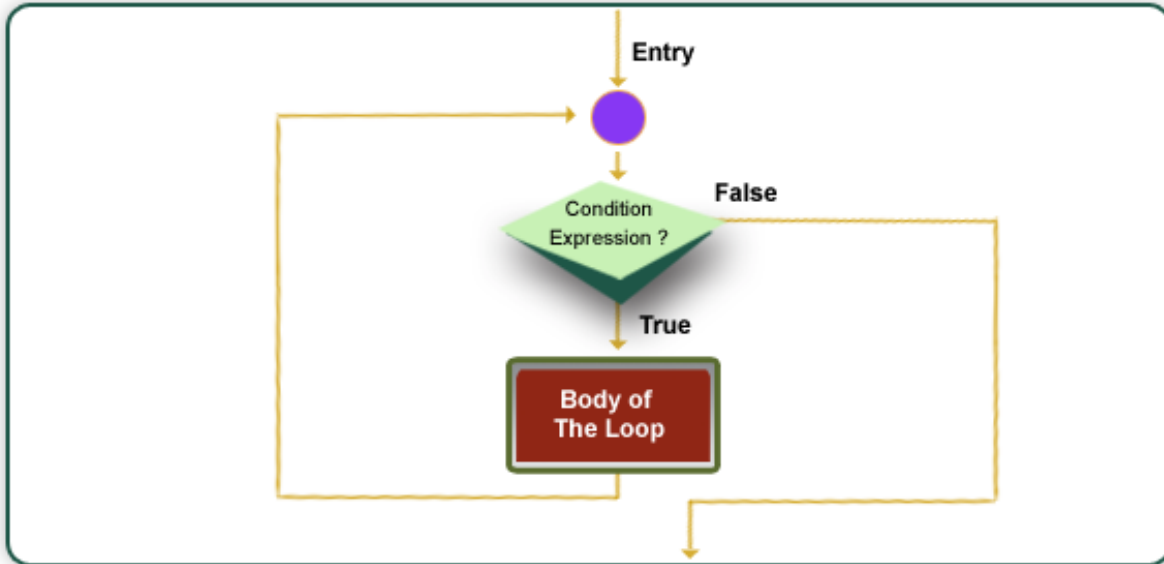 Entry
False
Condition
Expression ?
True
Body of
The Loop